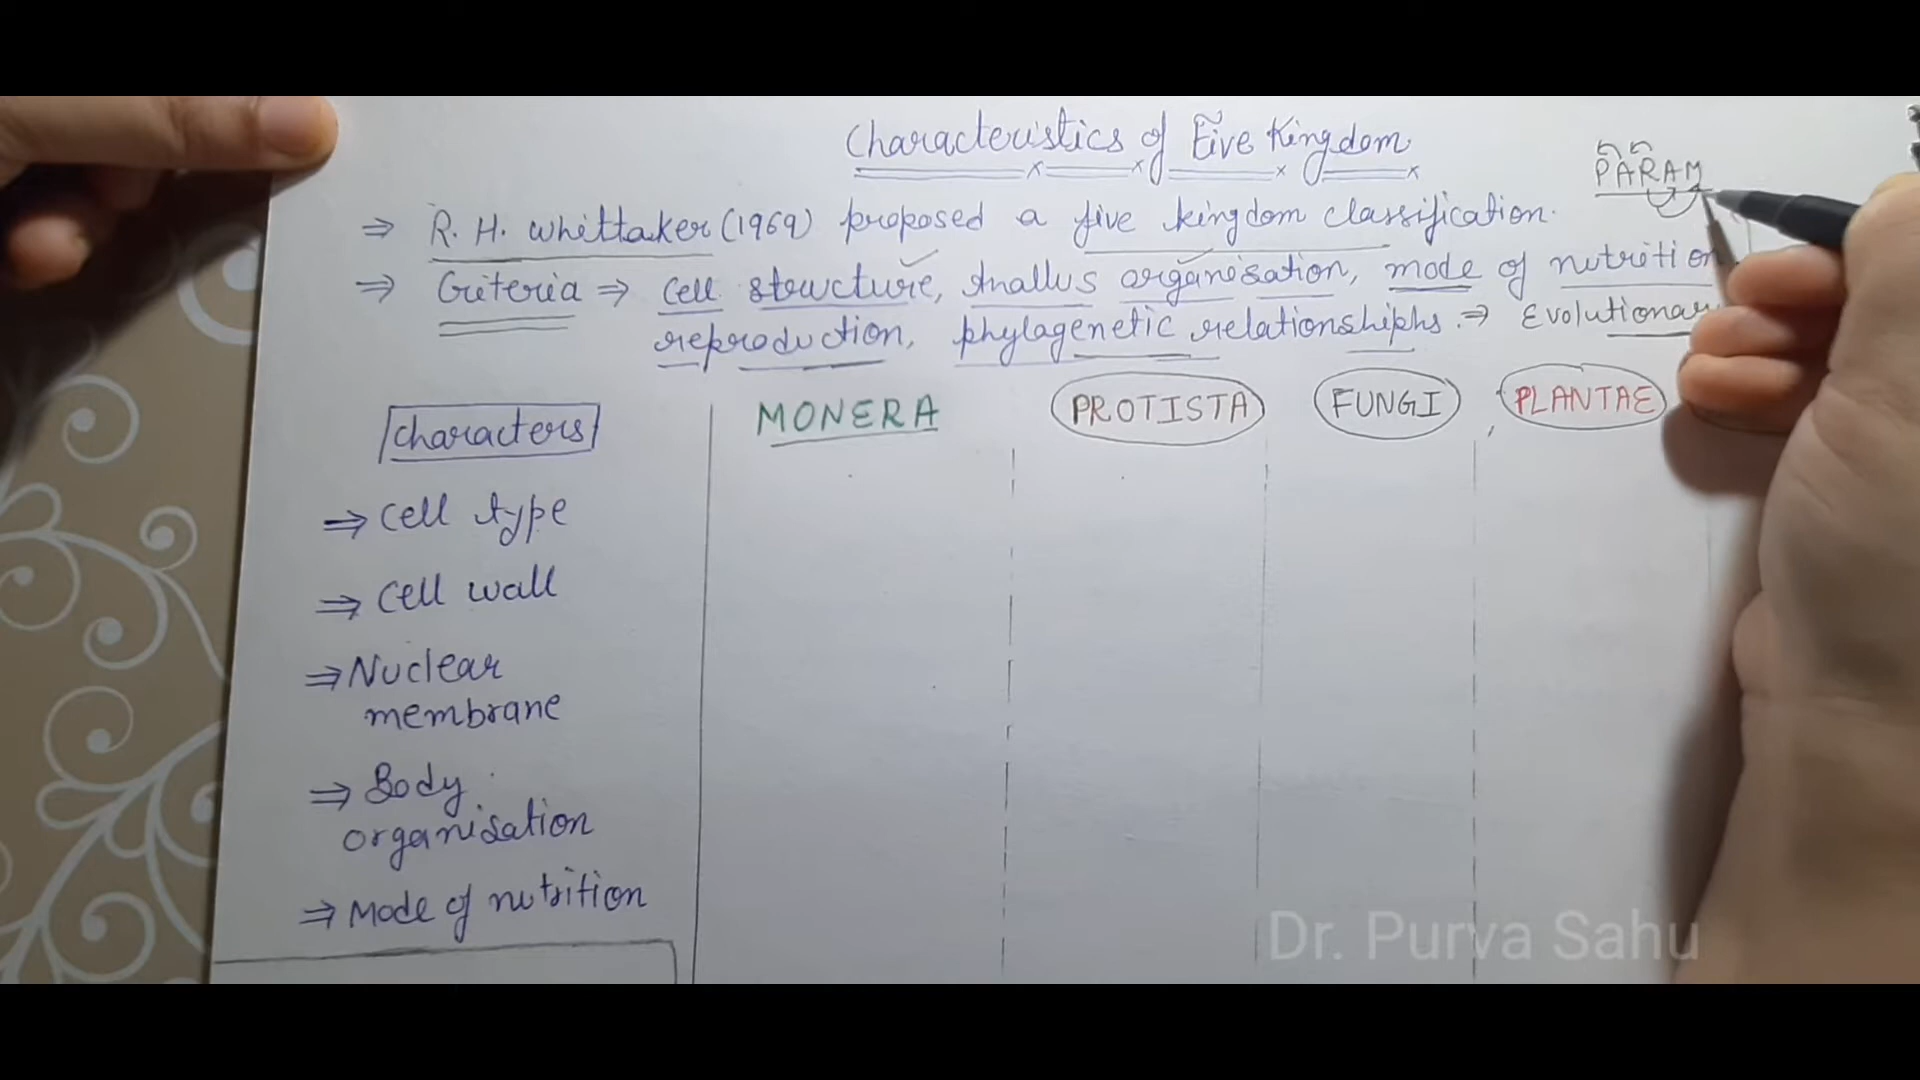 Characteristics of Five Kingdom
PARAM
⇒ R. H. Whittaker (1969) proposed a five kingdom classification.
⇒ Criteria ⇒ Cell structure, thallus organisation, mode of nutrition
reproduction, phylagenetic relationshiphs. ⇒ Evolutionary
Characters
MONERA
PROTISTA
FUNGI
PLANTAE
⇒ Cell type
⇒ Cell wall
⇒ Nuclear
membrane
⇒ Body
organisation
⇒ Mode of nutrition
Dr. Purva Sahu